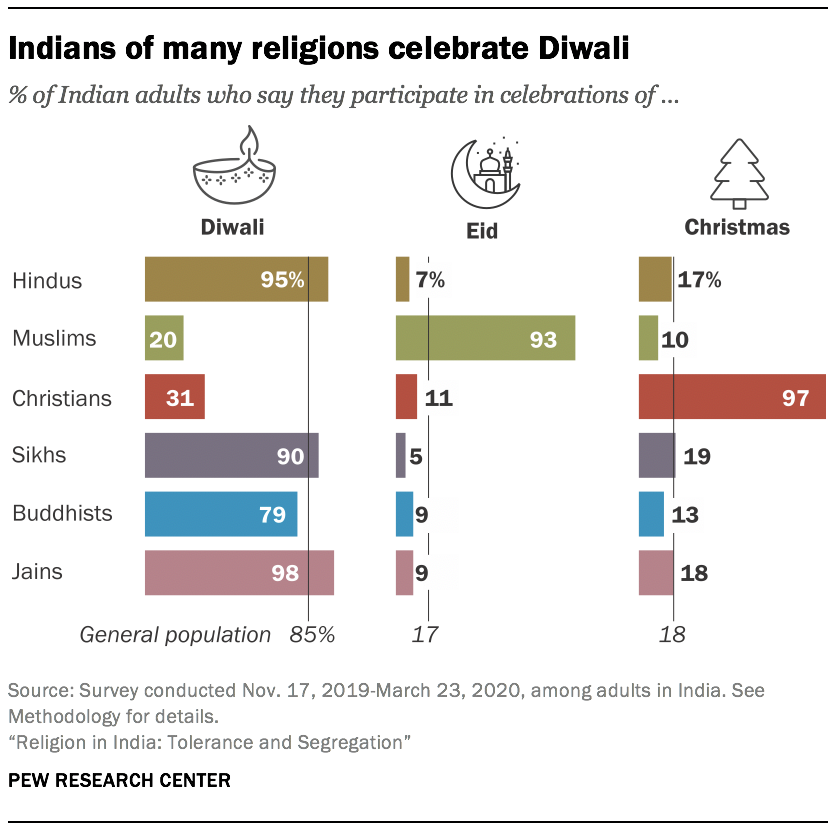 Indians of many religions celebrate Diwali
% of Indian adults who say they participate in celebrations of ...
Diwali Eid Christmas
Hindus 95% 7% 17%
Muslims 20 93 10
Christians 31 11 97
Sikhs 90 5 19
Buddhists 79 9 13
Jains 98 9 18
General population 85% 17 18
Source: Survey conducted Nov. 17, 2019-March 23, 2020, among adults in India. See
Methodology for details.
“Religion in India: Tolerance and Segregation”
PEW RESEARCH CENTER